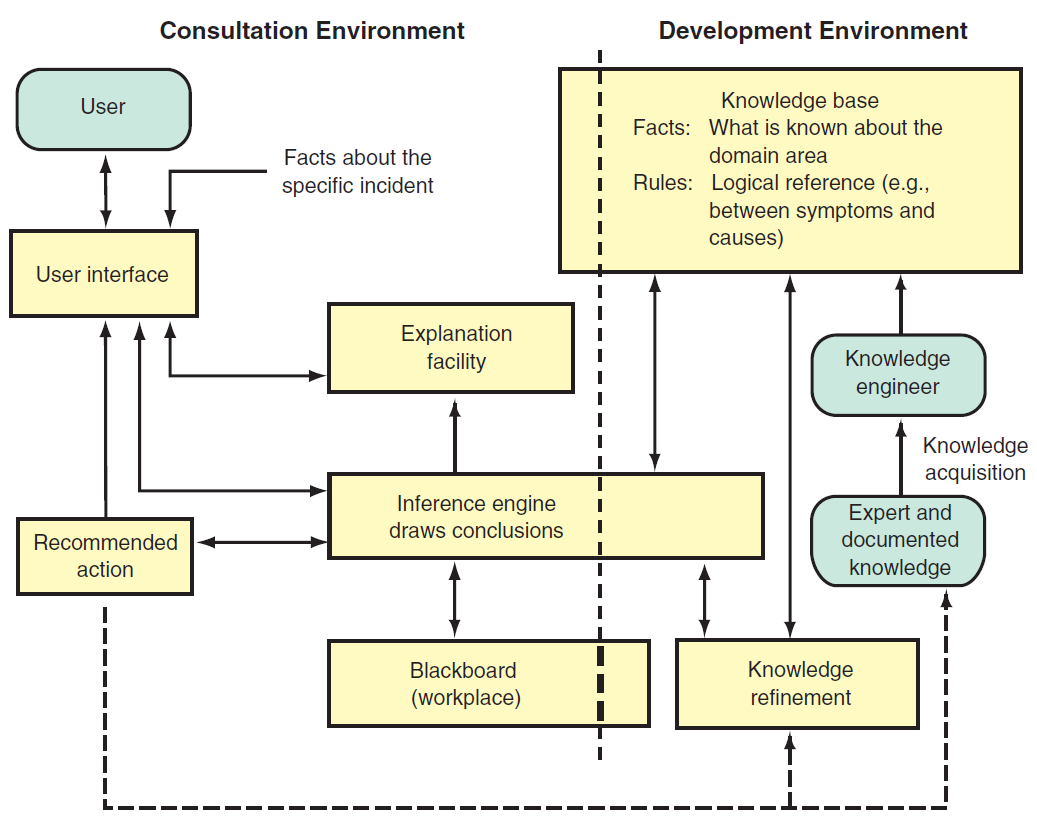 Consultation Environment
Development Environment
User
Facts about the
specific incident
User interface
Knowledge base
Facts: What is known about the
domain area
Rules: Logical reference (e.g.,
between symptoms and
causes)
Explanation
facility
Knowledge
engineer
Knowledge
acquisition
Inference engine
draws conclusions
Expert and
documented
knowledge
Recommended
action
Blackboard
(workplace)
Knowledge
refinement